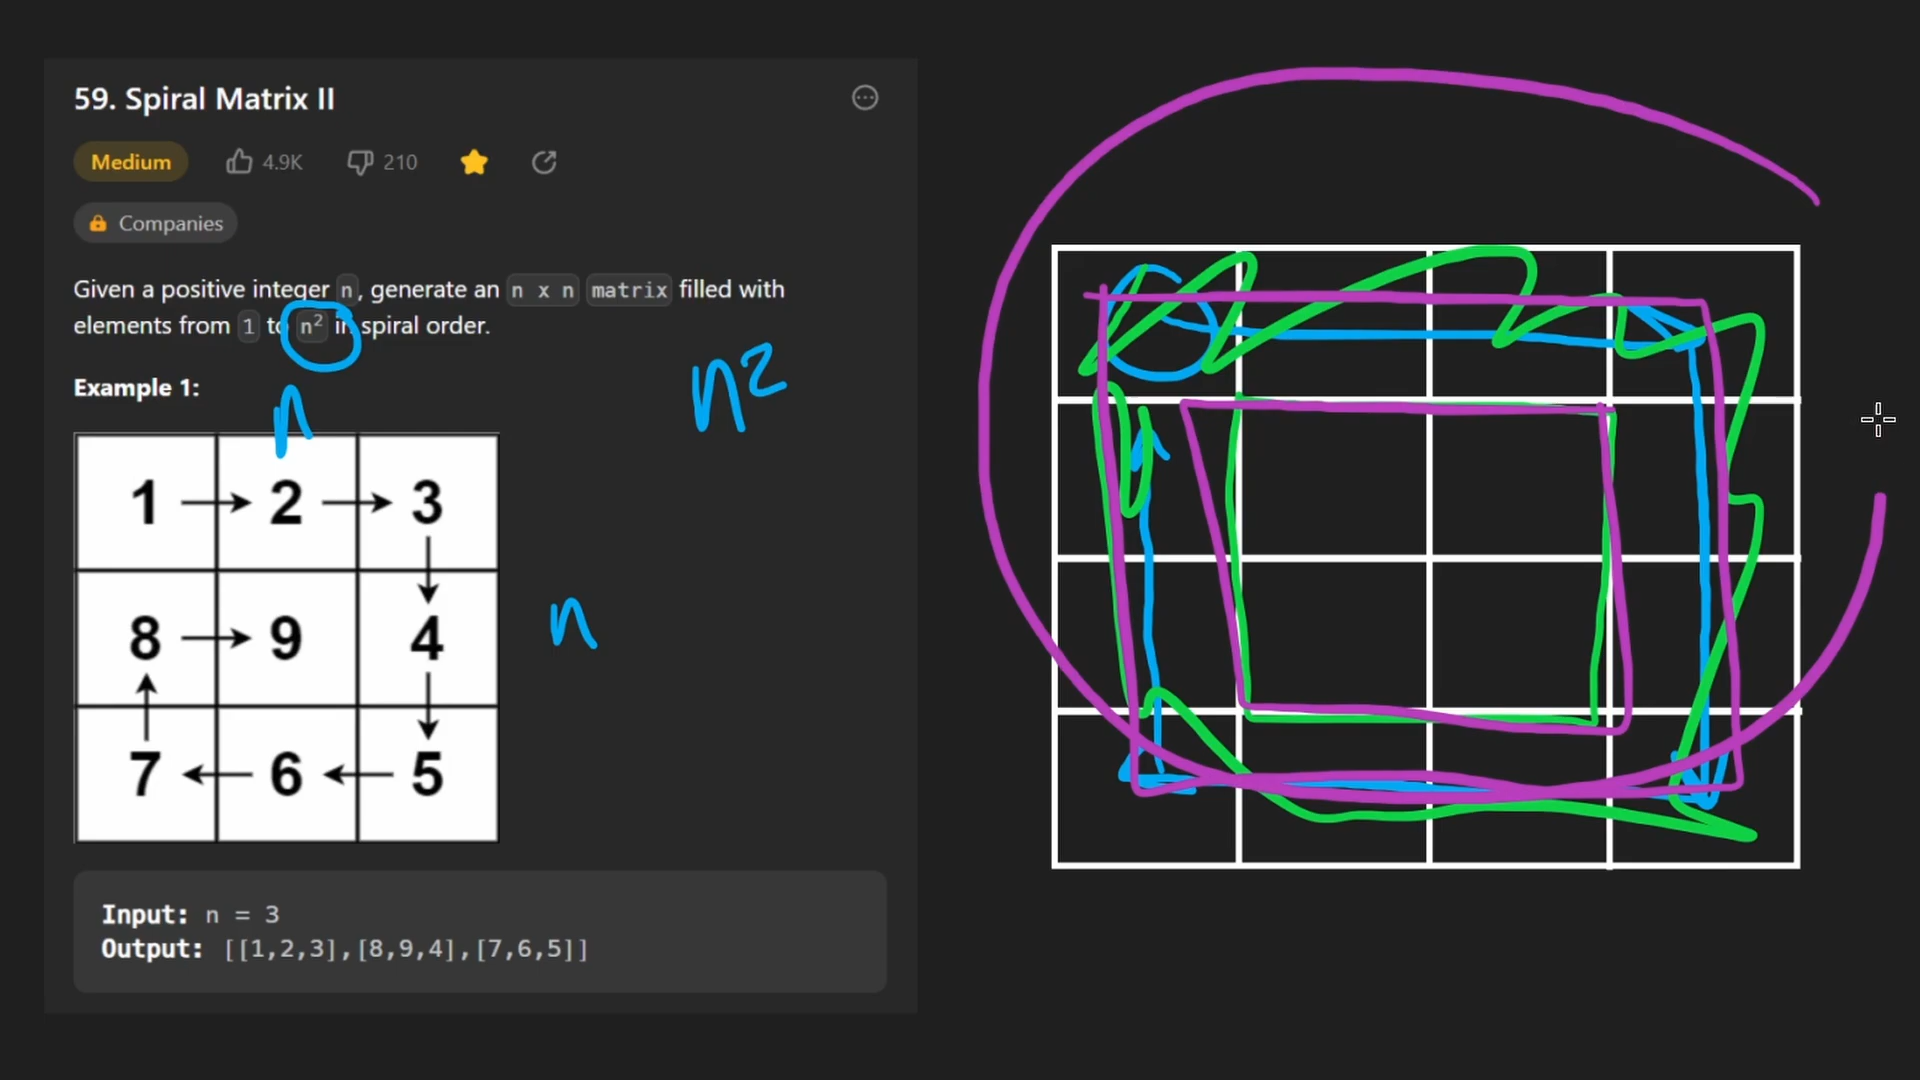 59. Spiral Matrix II
Medium 4.9K 210
Companies
Given a positive integer n, generate an n x n matrix filled with
elements from 1 to n² in spiral order.
Example 1:
n
n²
1 2 3
8 9 4
n
7 6 5
Input: n = 3
Output: [[1,2,3],[8,9,4],[7,6,5]]